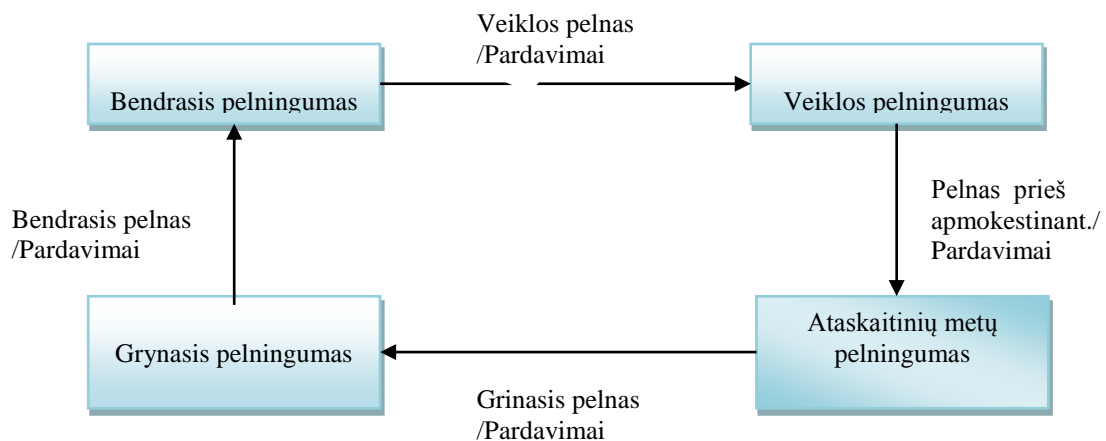 Veiklos pelnas
/Pardavimai
Bendrasis pelningumas
Veiklos pelningumas
Bendrasis pelnas
/Pardavimai
Pelnas prieš
apmokestinant./
Pardavimai
Grynasis pelningumas
Ataskaitinių metų
pelningumas
Grinasis pelnas
/Pardavimai